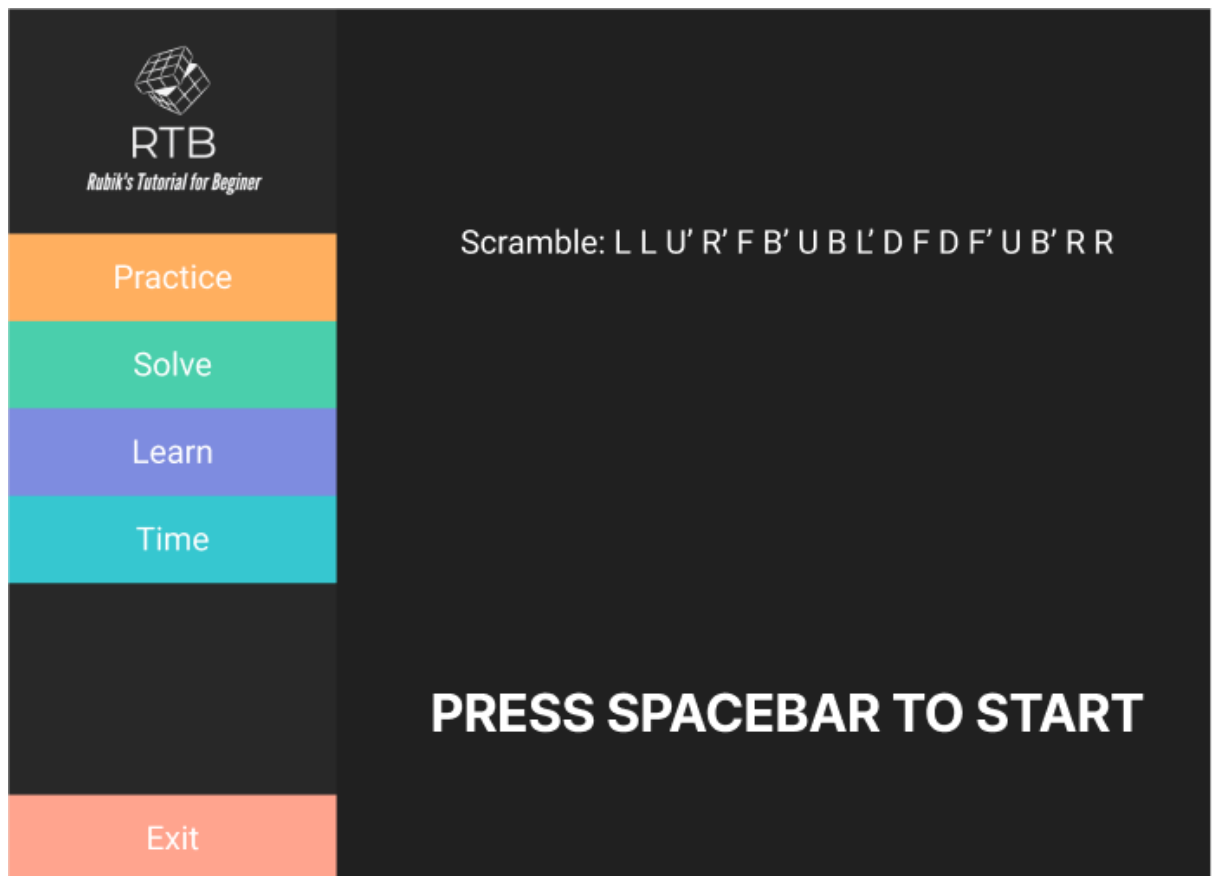 RTB
Rubik's Tutorial for Beginer
Practice
Solve
Learn
Time
Exit
Scramble: L L U’ R’ F B’ U B L’ D F D F’ U B’ R R
PRESS SPACEBAR TO START